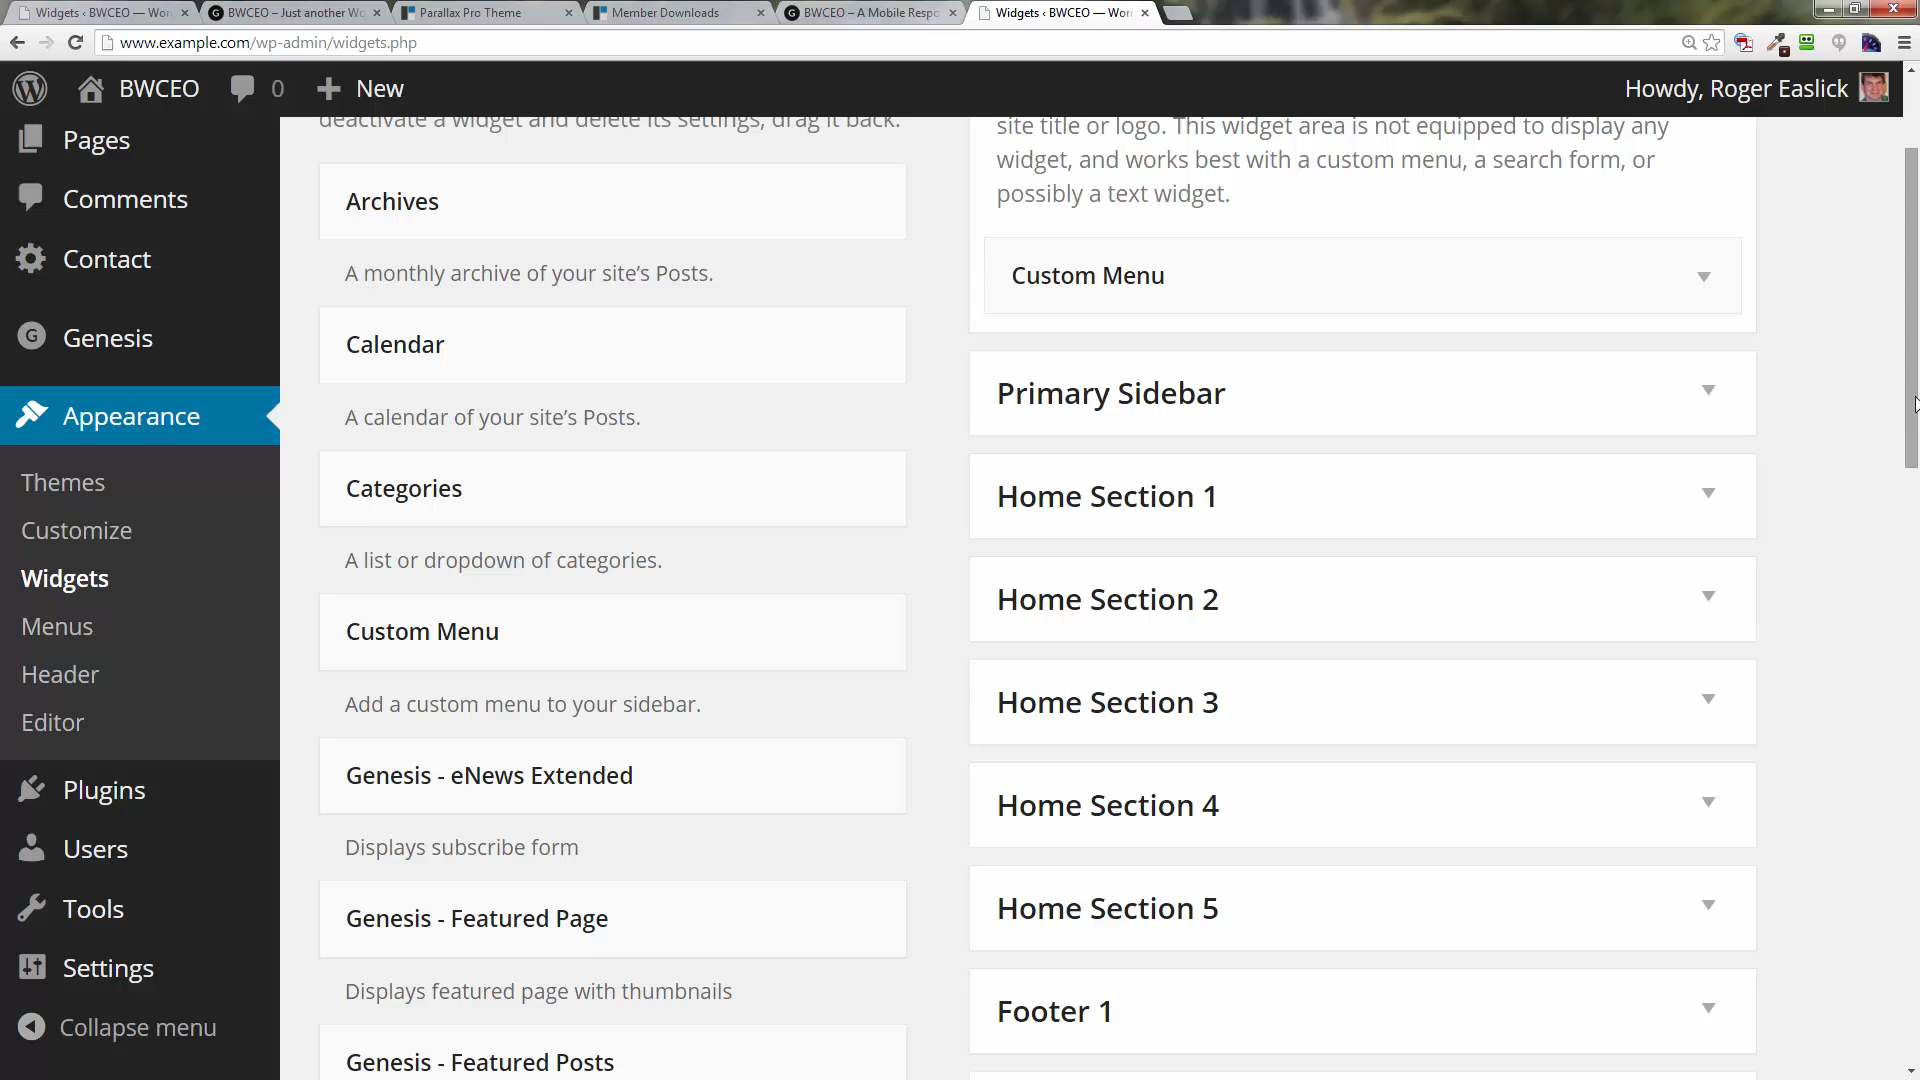 Widgets ‹ BWCEO — Wor
BWCEO – Just another Wo
Parallax Pro Theme
Member Downloads
BWCEO – A Mobile Respo
Widgets ‹ BWCEO — Wor
www.example.com/wp-admin/widgets.php
BWCEO
0
New
Howdy, Roger Easlick
Pages
Comments
Contact
Genesis
Appearance
Themes
Customize
Widgets
Menus
Header
Editor
Plugins
Users
Tools
Settings
Collapse menu
deactivate a widget and delete its settings, drag it back.
Archives
A monthly archive of your site’s Posts.
Calendar
A calendar of your site’s Posts.
Categories
A list or dropdown of categories.
Custom Menu
Add a custom menu to your sidebar.
Genesis - eNews Extended
Displays subscribe form
Genesis - Featured Page
Displays featured page with thumbnails
Genesis - Featured Posts
site title or logo. This widget area is not equipped to display any
widget, and works best with a custom menu, a search form, or
possibly a text widget.
Custom Menu
Primary Sidebar
Home Section 1
Home Section 2
Home Section 3
Home Section 4
Home Section 5
Footer 1